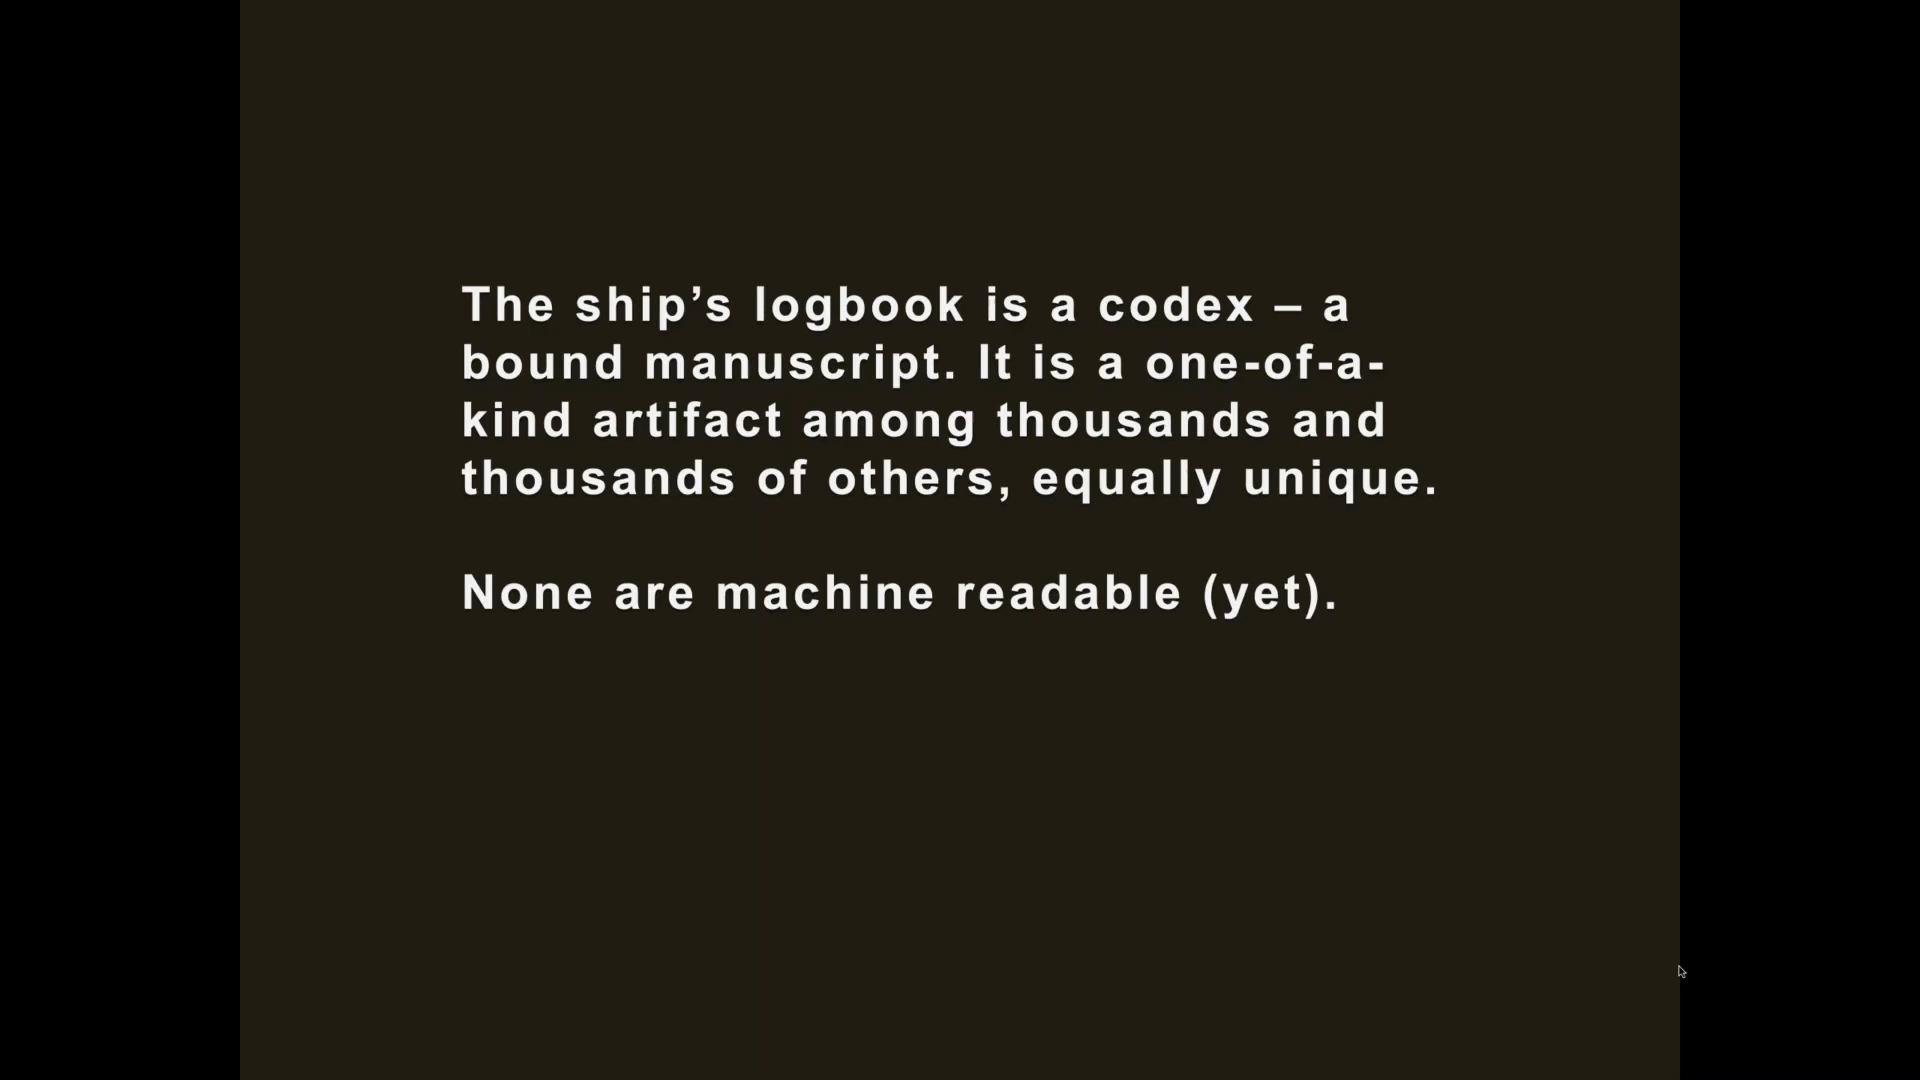 The ship’s logbook is a codex – a
bound manuscript. It is a one-of-a-
kind artifact among thousands and
thousands of others, equally unique.
None are machine readable (yet).